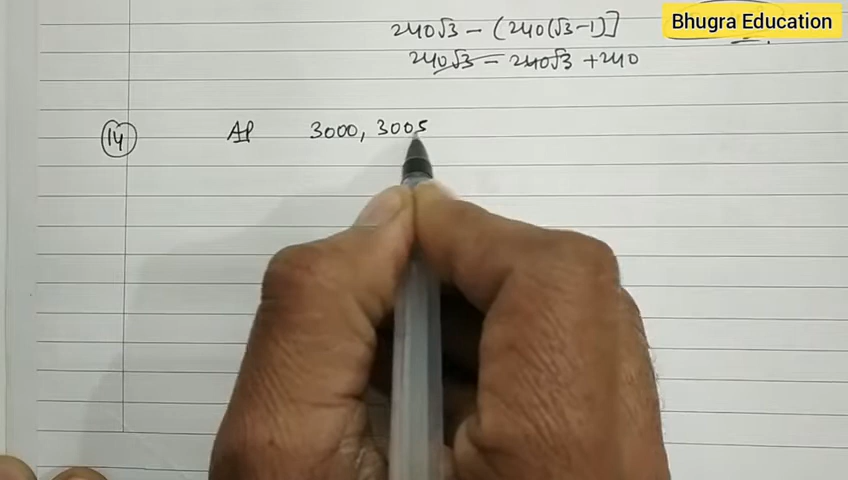 240√3 - (240(√3-1)]
Bhugra Education
240√3 = 240√3 +240
14 AP 3000, 3005